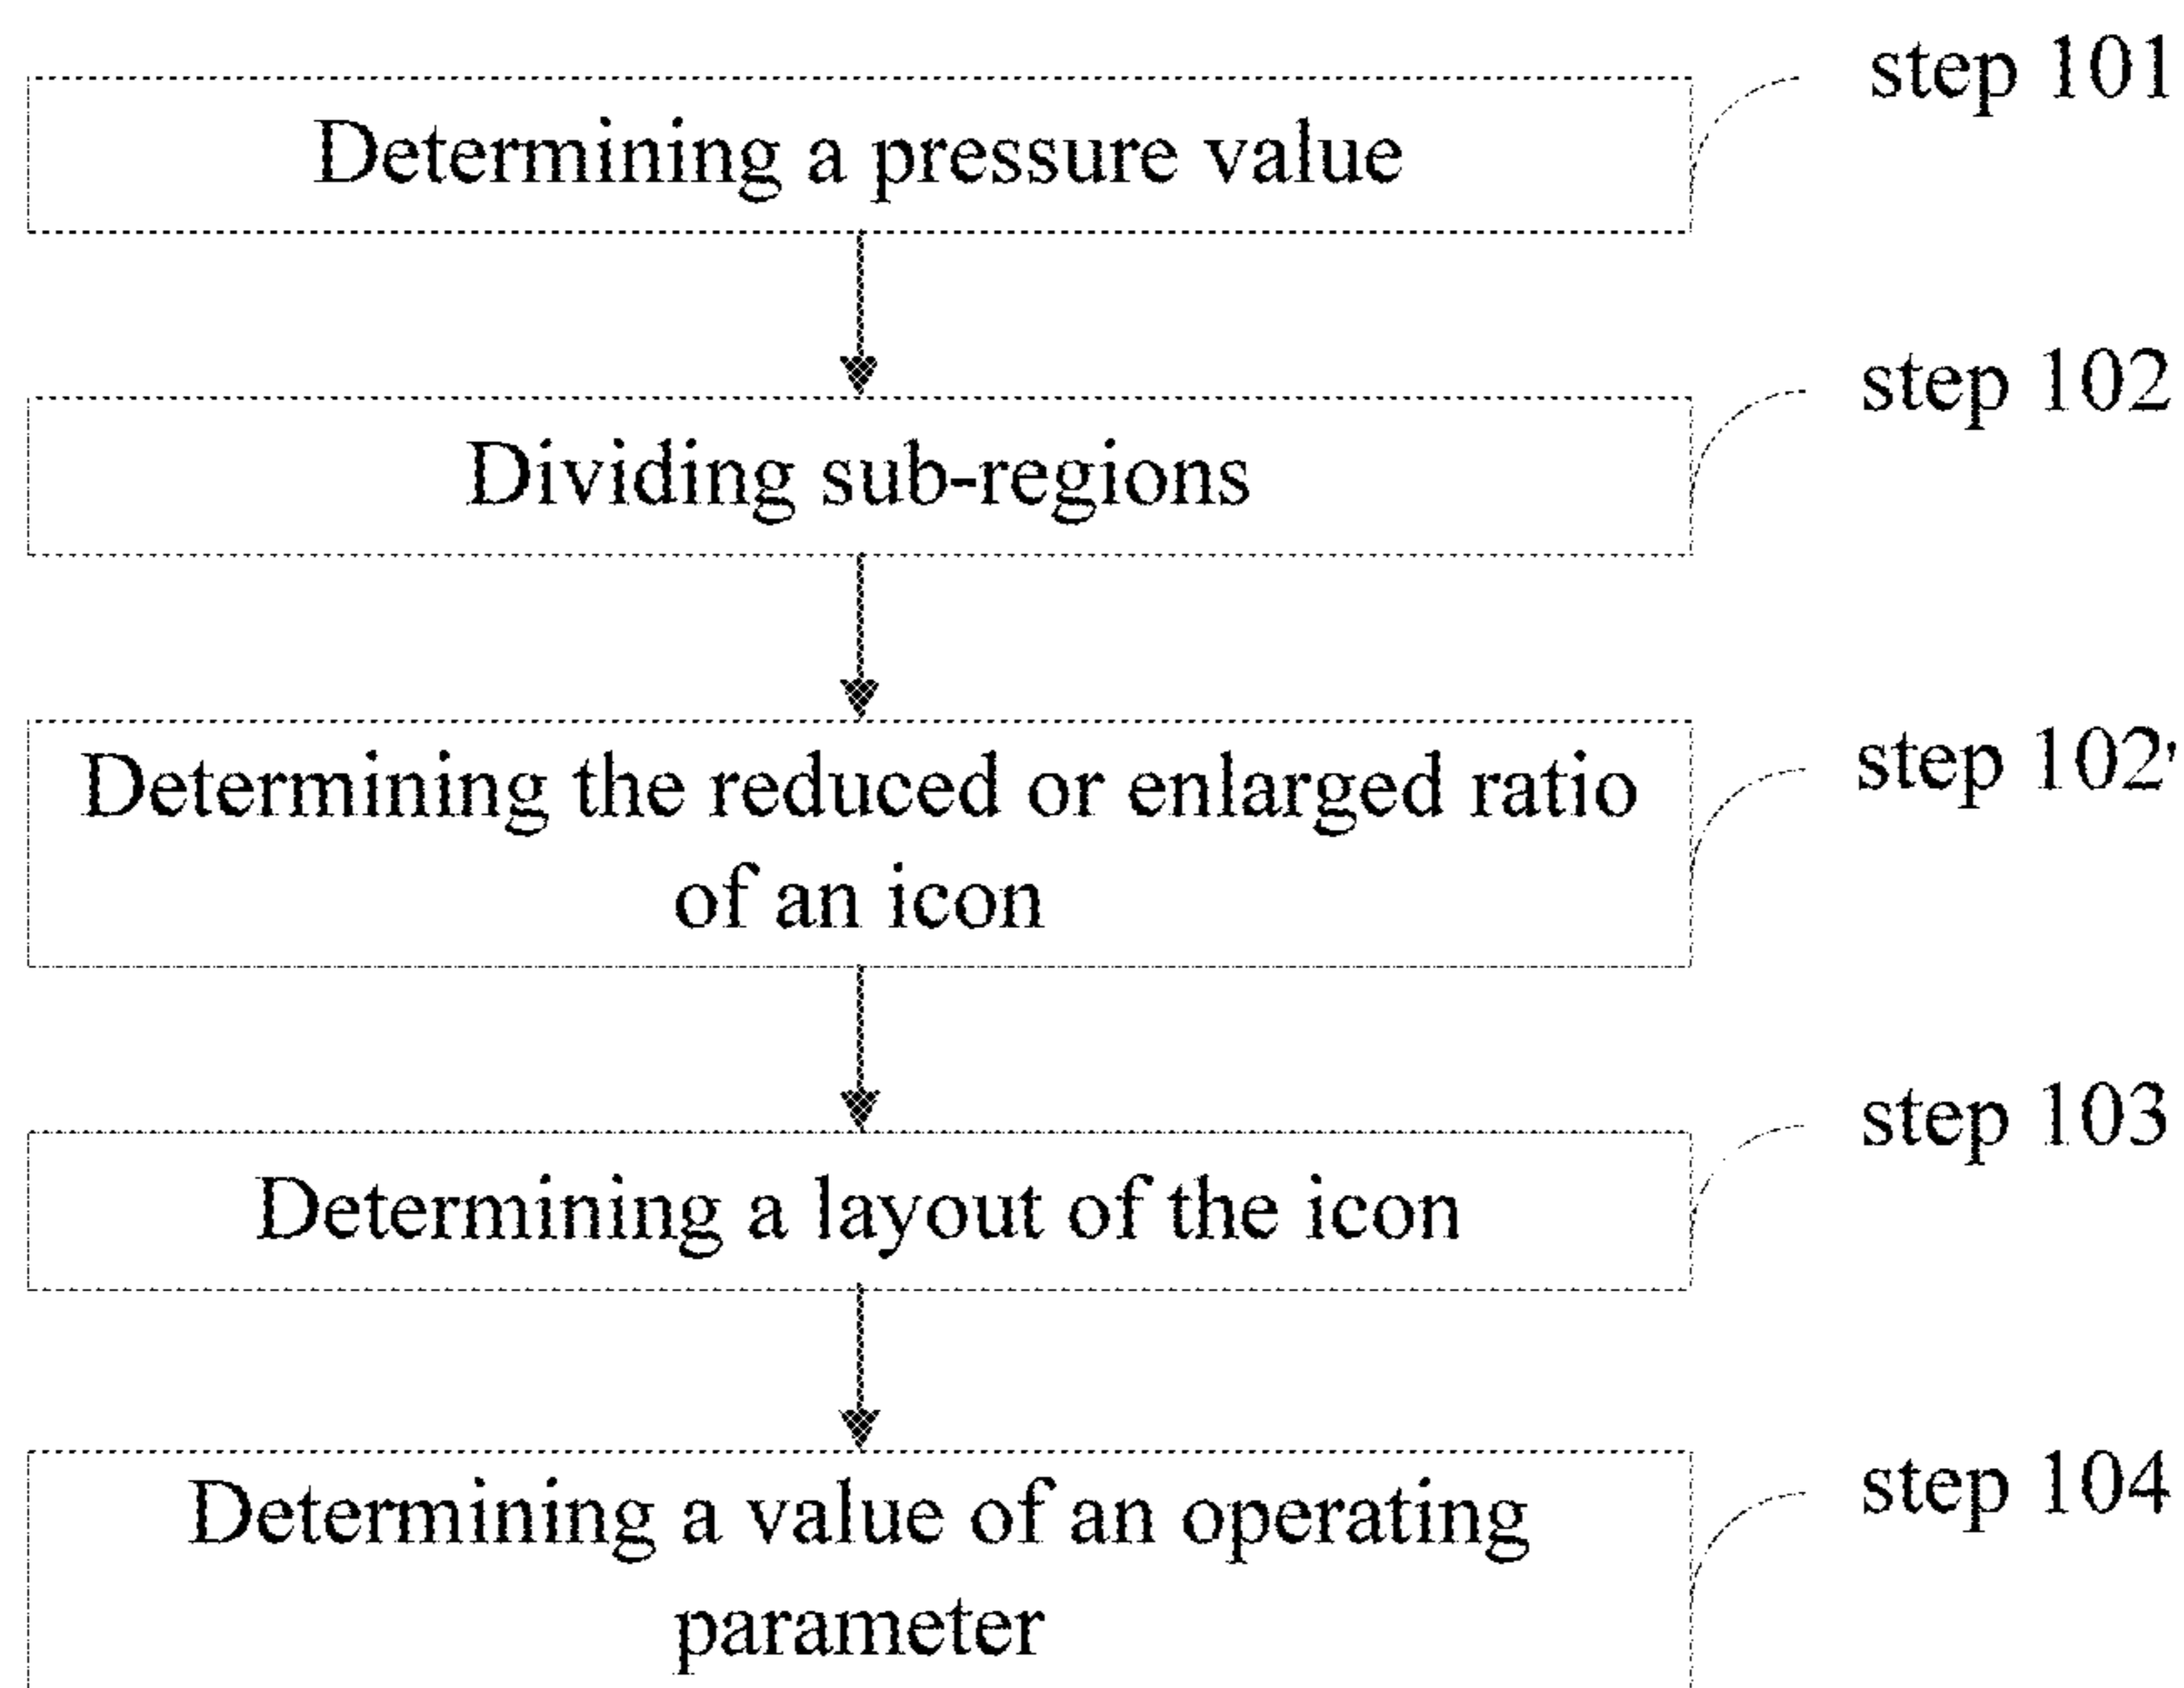 step 101
Determining a pressure value
step 102
Dividing sub-regions
step 102'
Determining the reduced or enlarged ratio
of an icon
step 103
Determining a layout of the icon
step 104
Determining a value of an operating
parameter